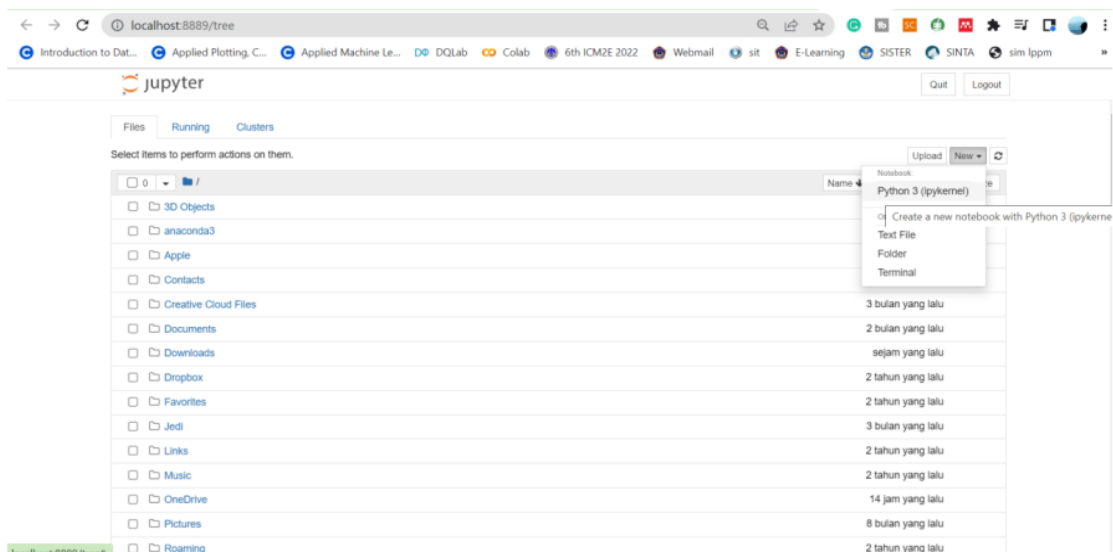 localhost:8889/tree
Introduction to Dat... Applied Plotting, C... Applied Machine Le... DQLab Colab 6th ICM2E 2022 Webmail sit E-Learning SISTER SINTA sim lppm »
jupyter
Quit Logout
Files Running Clusters
Select items to perform actions on them.
Upload New
0 /
Name
Notebook:
Python 3 (ipykernel)
Create a new notebook with Python 3 (ipykerne
Text File
Folder
Terminal
3D Objects
anaconda3
Apple
Contacts
Creative Cloud Files 3 bulan yang lalu
Documents 2 bulan yang lalu
Downloads sejam yang lalu
Dropbox 2 tahun yang lalu
Favorites 2 tahun yang lalu
Jedi 3 bulan yang lalu
Links 2 tahun yang lalu
Music 2 tahun yang lalu
OneDrive 14 jam yang lalu
Pictures 8 bulan yang lalu
Roaming 2 tahun yang lalu